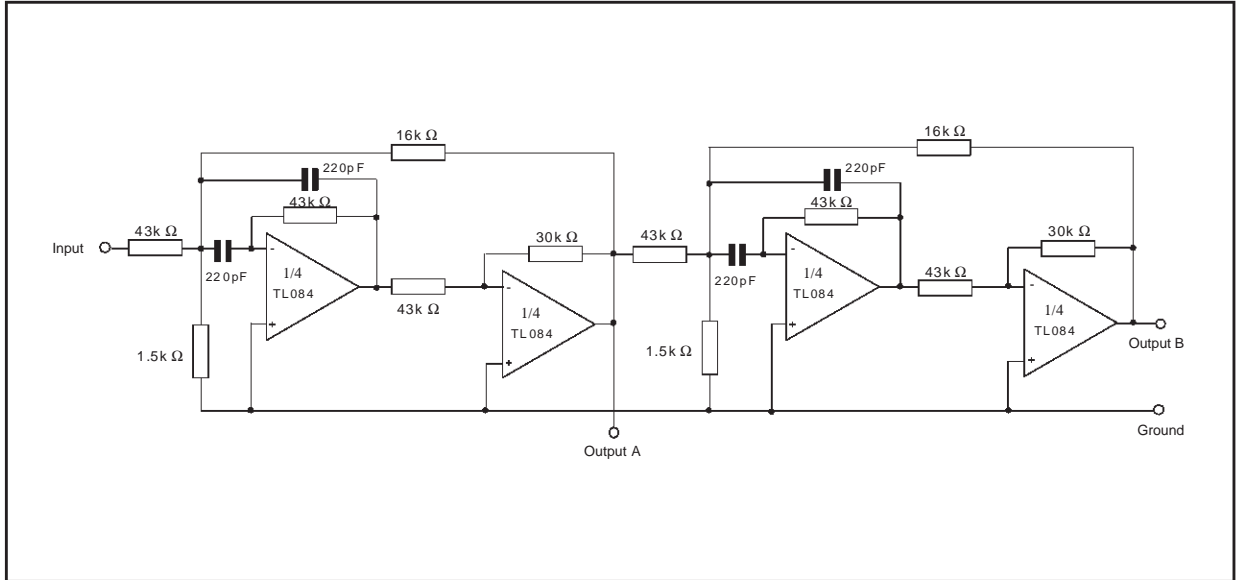 16k Ω
16k Ω
220pF
220pF
43k Ω
43k Ω
Input
43k Ω
30k Ω
43k Ω
30k Ω
-
-
220pF
1/4
TL084
-
220pF
1/4
TL084
43k Ω
-
43k Ω
1/4
TL084
1/4
TL084
+
+
Output B
1.5k Ω
1.5k Ω
+
+
Ground
Output A